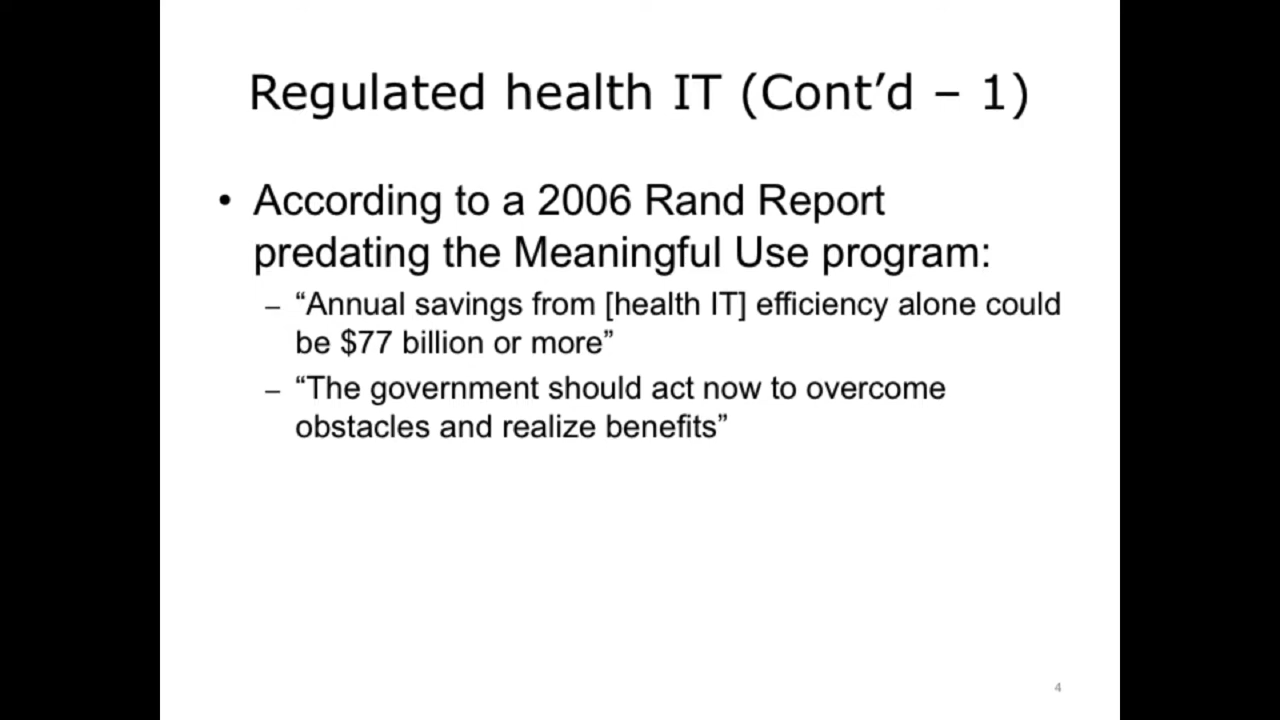 Regulated health IT (Cont’d – 1)
• According to a 2006 Rand Report
predating the Meaningful Use program:
– “Annual savings from [health IT] efficiency alone could
be $77 billion or more”
– “The government should act now to overcome
obstacles and realize benefits”
4